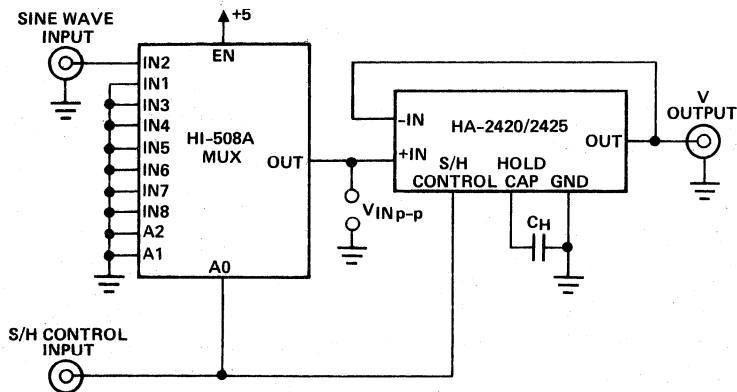 SINE WAVE
INPUT
+5
EN
IN2
IN1
IN3
IN4
IN5
IN6
IN7
IN8
A2
A1
HI-508A
MUX
OUT
A0
VINp-p
-IN
+IN
HA-2420/2425
OUT
S/H
CONTROL
HOLD
CAP
GND
CH
V
OUTPUT
S/H CONTROL
INPUT